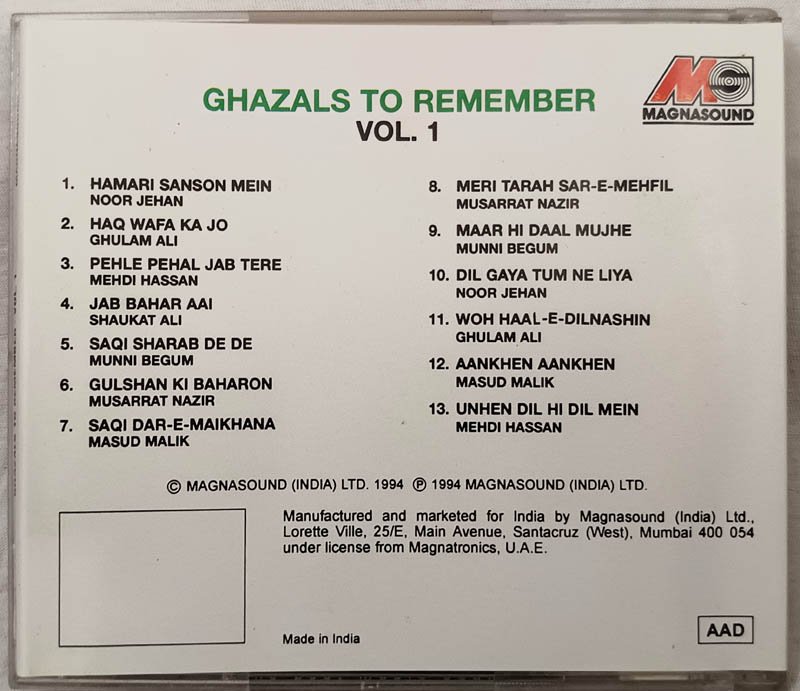 GHAZALS TO REMEMBER
VOL. 1
MG
MAGNASOUND
1. HAMARI SANSON MEIN
NOOR JEHAN
2. HAQ WAFA KA JO
GHULAM ALI
3. PEHLE PEHAL JAB TERE
MEHDI HASSAN
4. JAB BAHAR AAI
SHAUKAT ALI
5. SAQI SHARAB DE DE
MUNNI BEGUM
6. GULSHAN KI BAHARON
MUSARRAT NAZIR
7. SAQI DAR-E-MAIKHANA
MASUD MALIK
8. MERI TARAH SAR-E-MEHFIL
MUSARRAT NAZIR
9. MAAR HI DAAL MUJHE
MUNNI BEGUM
10. DIL GAYA TUM NE LIYA
NOOR JEHAN
11. WOH HAAL-E-DILNASHIN
GHULAM ALI
12. AANKHEN AANKHEN
MASUD MALIK
13. UNHEN DIL HI DIL MEIN
MEHDI HASSAN
© MAGNASOUND (INDIA) LTD. 1994 ℗ 1994 MAGNASOUND (INDIA) LTD.
Manufactured and marketed for India by Magnasound (India) Ltd.,
Lorette Ville, 25/E, Main Avenue, Santacruz (West), Mumbai 400 054
under license from Magnatronics, U.A.E.
Made in India
AAD